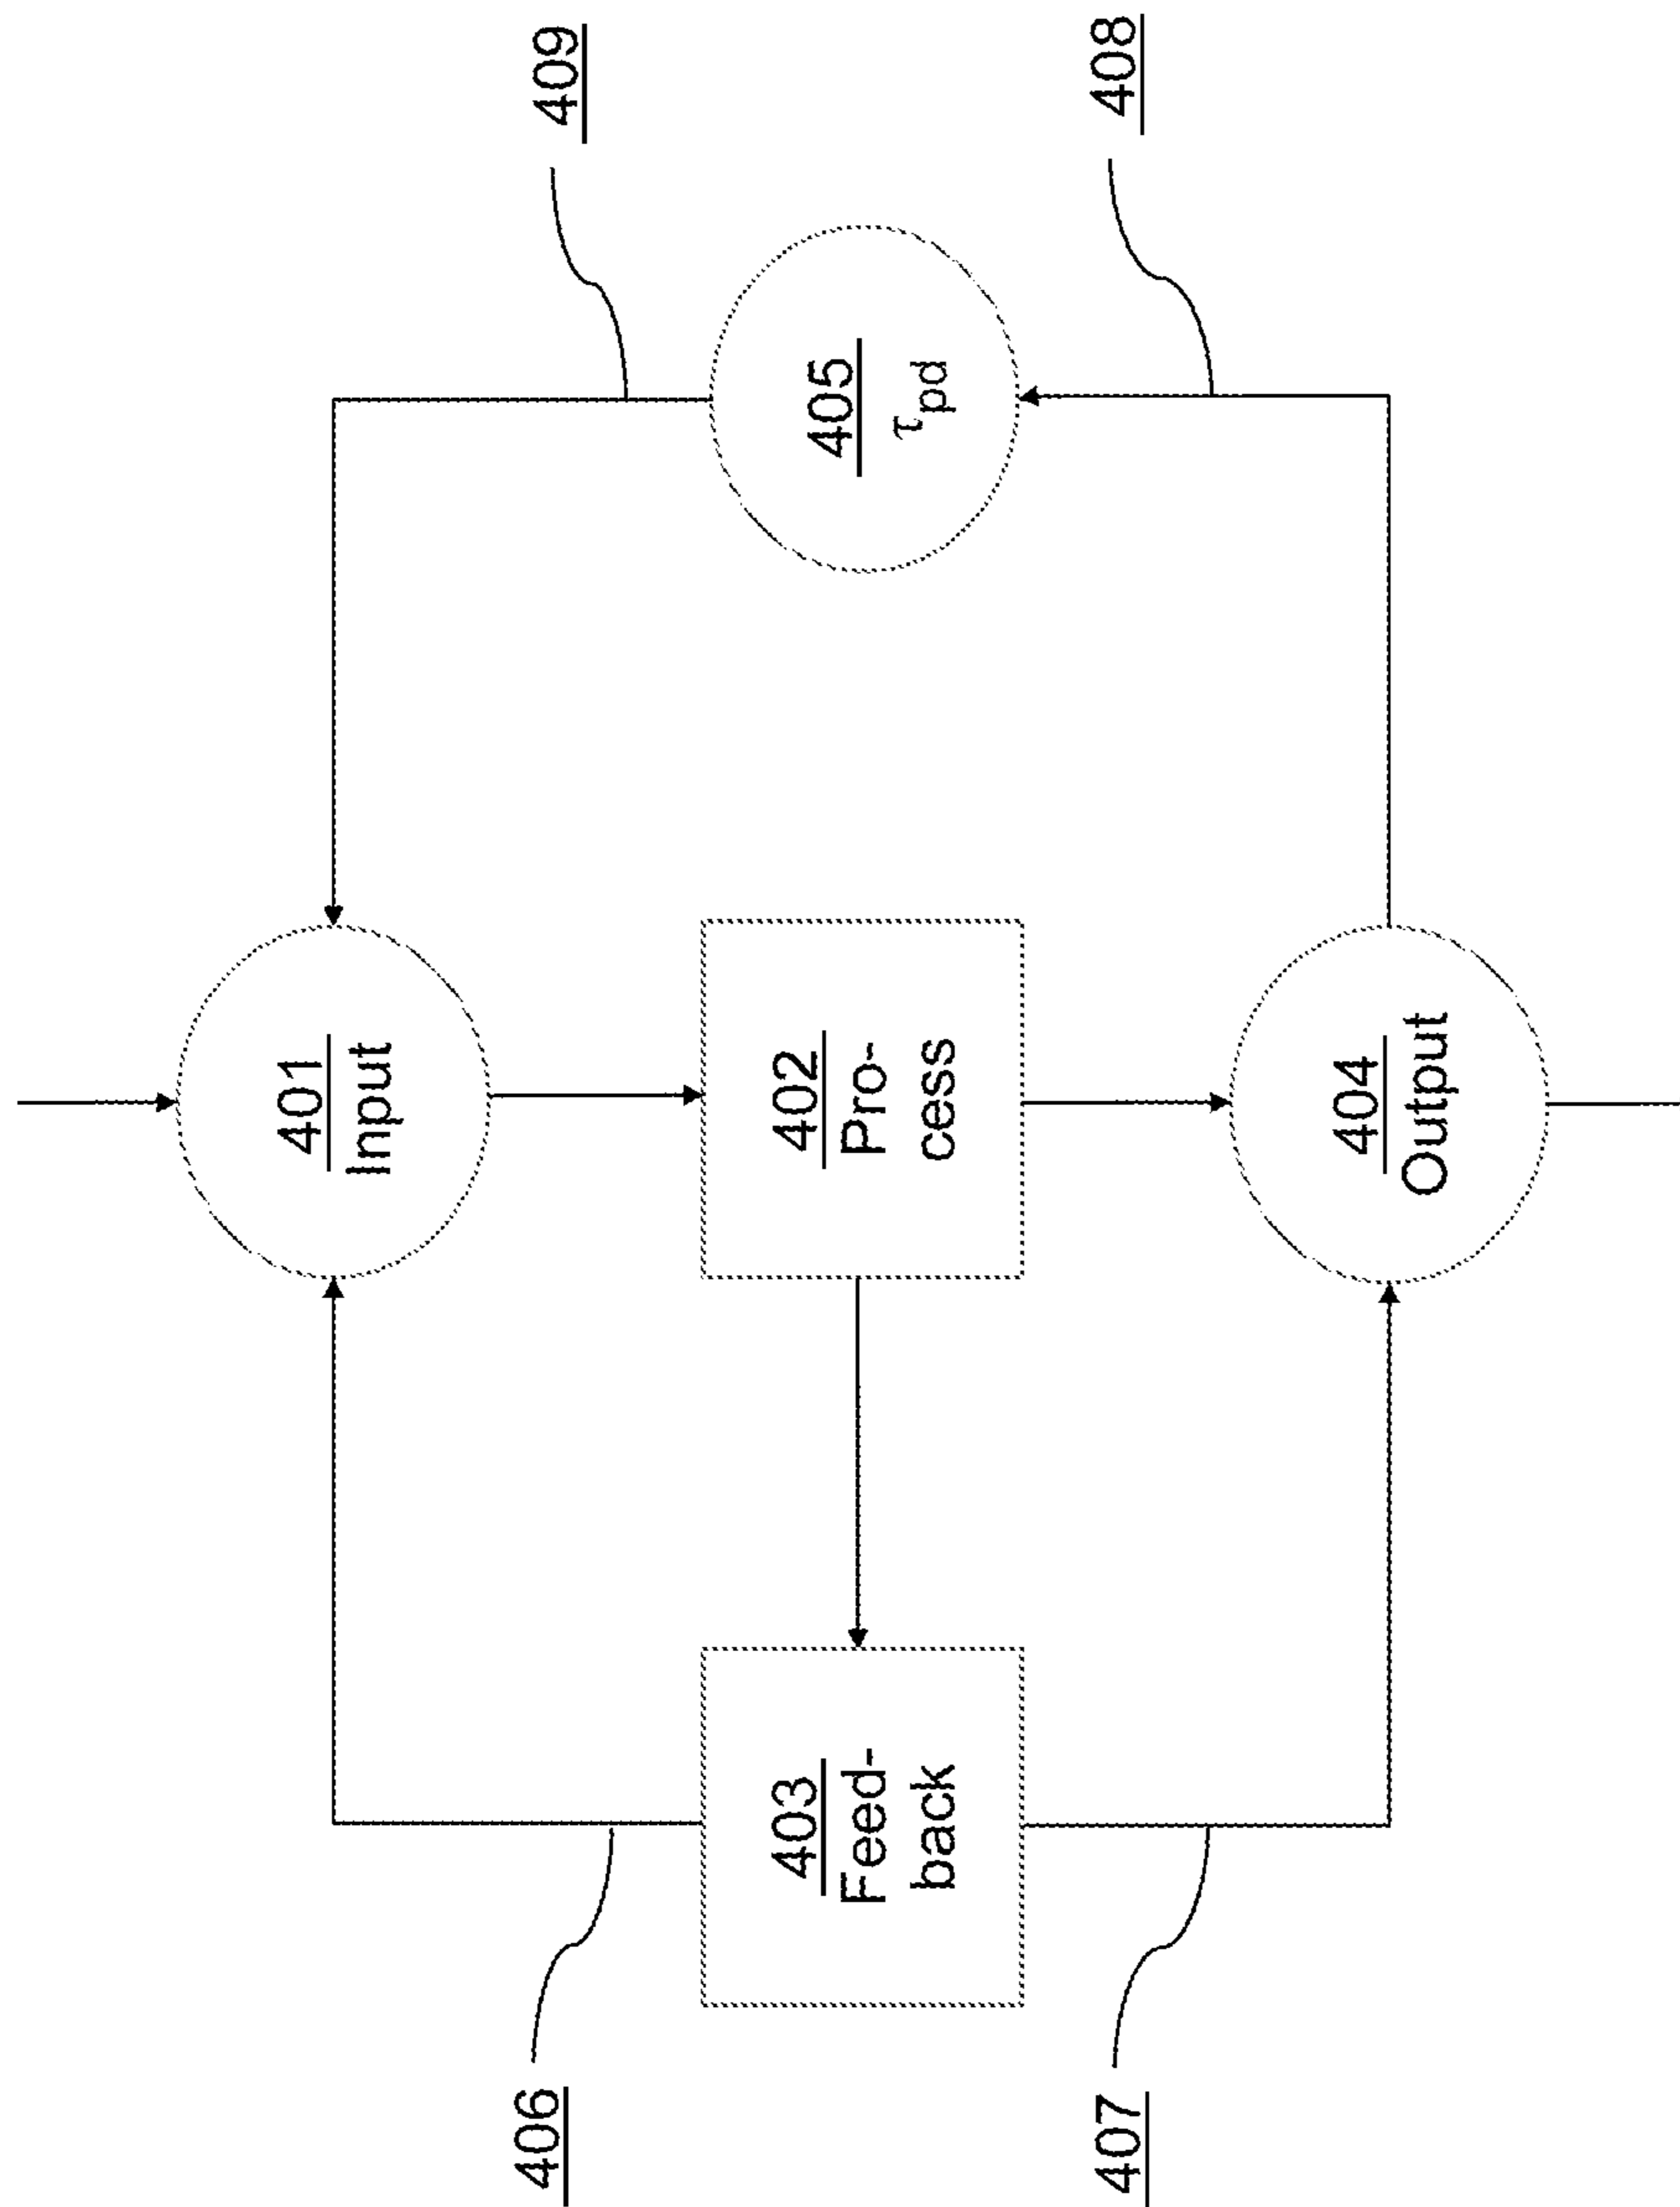 401
Input
406
409
403
Feed-
back
402
Pro-
cess
405
τpd
407
408
404
Output